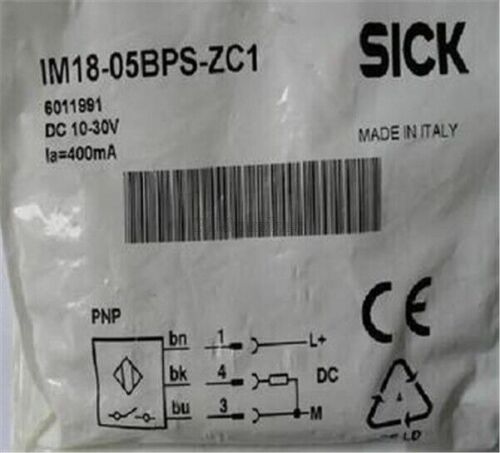 IM18-05BPS-ZC1
SICK
6011991
DC 10-30V
Ia=400mA
MADE IN ITALY
PNP
bn 1 L+
bk 4 DC
bu 3 M
CE
4
LD